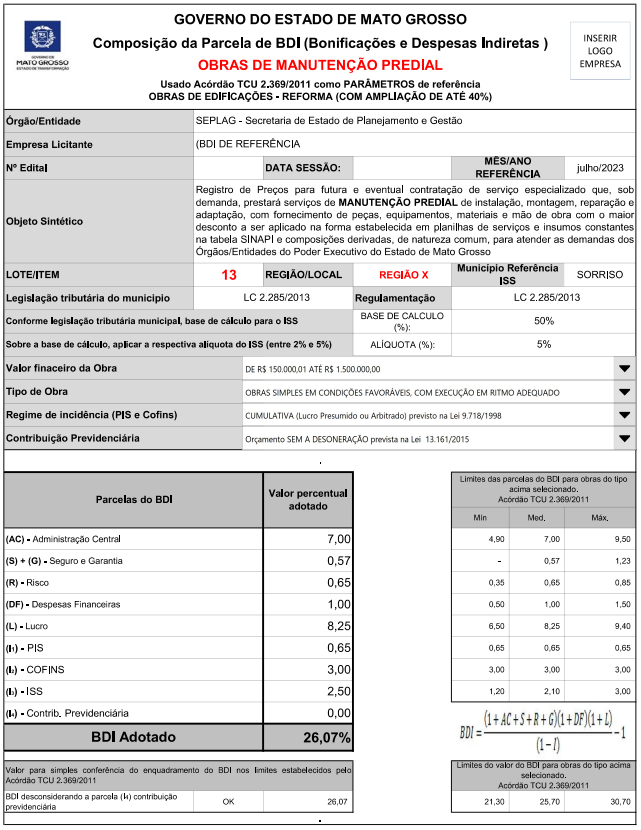 GOVERNO DO ESTADO DE MATO GROSSO
Composição da Parcela de BDI (Bonificações e Despesas Indiretas )
OBRAS DE MANUTENÇÃO PREDIAL
Usado Acórdão TCU 2.369/2011 como PARÂMETROS de referência
OBRAS DE EDIFICAÇÕES - REFORMA (COM AMPLIAÇÃO DE ATÉ 40%)
GOVERNO DE
MATO GROSSO
ESTADO DE TRANSFORMAÇÃO
INSERIR
LOGO
EMPRESA
Órgão/Entidade SEPLAG - Secretaria de Estado de Planejamento e Gestão
Empresa Licitante (BDI DE REFERÊNCIA
Nº Edital DATA SESSÃO: MÊS/ANO REFERÊNCIA julho/2023
Objeto Sintético
Registro de Preços para futura e eventual contratação de serviço especializado que, sob
demanda, prestará serviços de MANUTENÇÃO PREDIAL de instalação, montagem, reparação e
adaptação, com fornecimento de peças, equipamentos, materiais e mão de obra com o maior
desconto a ser aplicado na forma estabelecida em planilhas de serviços e insumos constantes
na tabela SINAPI e composições derivadas, de natureza comum, para atender as demandas dos
Órgãos/Entidades do Poder Executivo do Estado de Mato Grosso
LOTE/ITEM 13 REGIÃO/LOCAL REGIÃO X Município Referência ISS SORRISO
Legislação tributária do municipio LC 2.285/2013 Regulamentação LC 2.285/2013
Conforme legislação tributária municipal, base de cálculo para o ISS BASE DE CALCULO (%): 50%
Sobre a base de cálculo, aplicar a respectiva alíquota do ISS (entre 2% e 5%) ALÍQUOTA (%): 5%
Valor finaceiro da Obra DE R$ 150.000,01 ATÉ R$ 1.500.000,00
Tipo de Obra OBRAS SIMPLES EM CONDIÇÕES FAVORÁVEIS, COM EXECUÇÃO EM RITMO ADEQUADO
Regime de incidência (PIS e Cofins) CUMULATIVA (Lucro Presumido ou Arbitrado) previsto na Lei 9.718/1998
Contribuição Previdenciária Orçamento SEM A DESONERAÇÃO prevista na Lei 13.161/2015
Parcelas do BDI Valor percentual adotado
Limites das parcelas do BDI para obras do tipo
acima selecionado.
Acórdão TCU 2.369/2011
Mín Med. Máx.
(AC) - Administração Central 7,00 4,90 7,00 9,50
(S) + (G) - Seguro e Garantia 0,57 - 0,57 1,23
(R) - Risco 0,65 0,35 0,65 0,85
(DF) - Despesas Financeiras 1,00 0,50 1,00 1,50
(L) - Lucro 8,25 6,50 8,25 9,40
(I₁) - PIS 0,65 0,65 0,65 0,65
(I₂) - COFINS 3,00 3,00 3,00 3,00
(I₃) - ISS 2,50 1,20 2,10 3,00
(I₄) - Contrib. Previdenciária 0,00
BDI Adotado 26,07%
BDI = (1+AC+S+R+G)(1+DF)(1+L) / (1-I) - 1
Valor para simples conferência do enquadramento do BDI nos limites estabelecidos pelo
Acórdão TCU 2.369/2011
Limites do valor do BDI para obras do tipo acima
selecionado.
Acórdão TCU 2.369/2011
BDI desconsiderando a parcela (I₄) contribuição
previdenciária OK 26,07 21,30 25,70 30,70